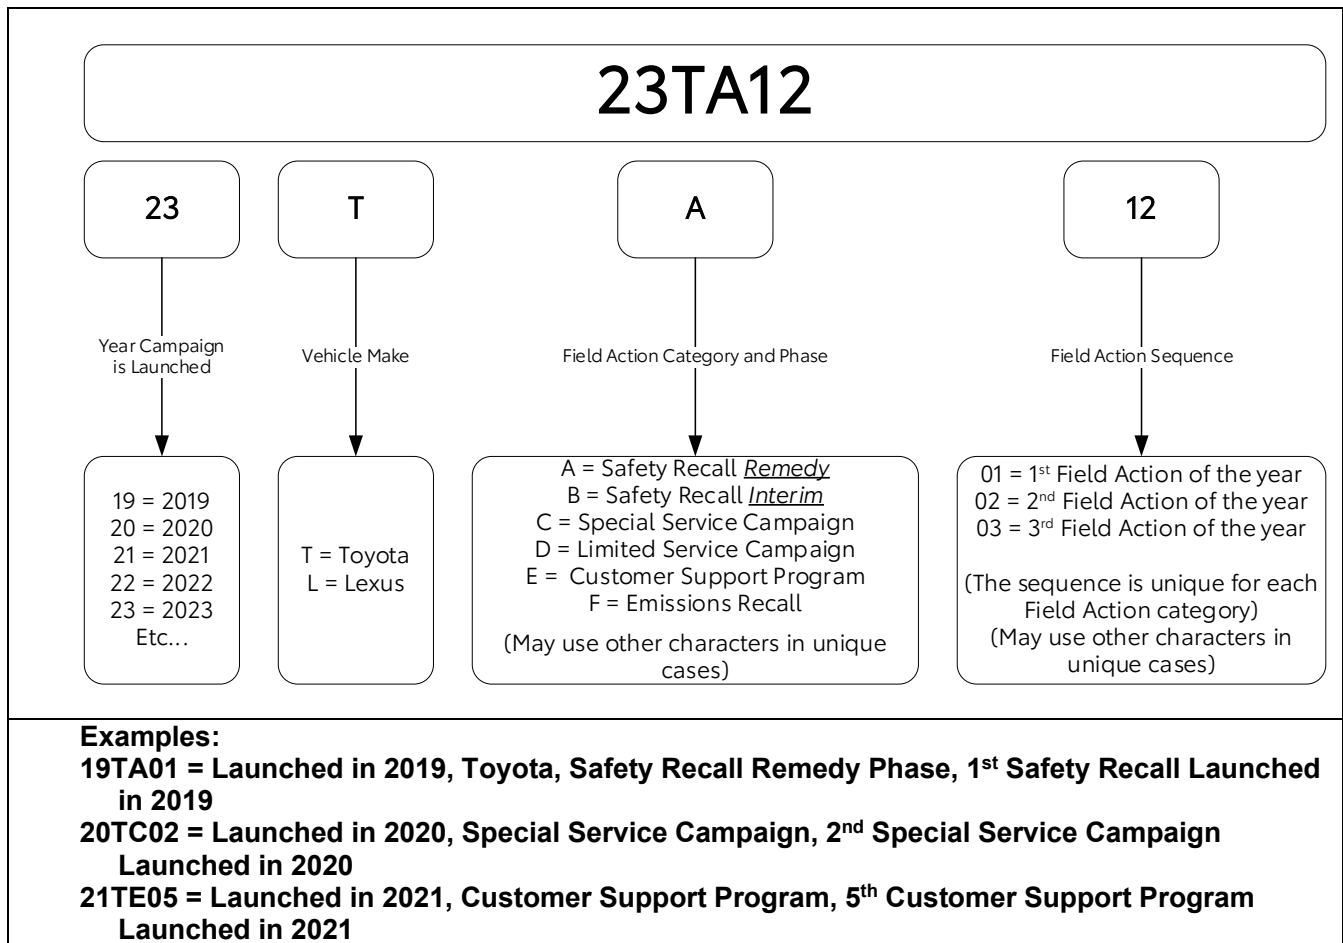 23TA12
23
T
A
12
Year Campaign
is Launched
Vehicle Make
Field Action Category and Phase
Field Action Sequence
19 = 2019
20 = 2020
21 = 2021
22 = 2022
23 = 2023
Etc...
T = Toyota
L = Lexus
A = Safety Recall Remedy
B = Safety Recall Interim
C = Special Service Campaign
D = Limited Service Campaign
E =  Customer Support Program
F = Emissions Recall
(May use other characters in unique
cases)
01 = 1st Field Action of the year
02 = 2nd Field Action of the year
03 = 3rd Field Action of the year
(The sequence is unique for each
Field Action category)
(May use other characters in
unique cases)
Examples:
19TA01 = Launched in 2019, Toyota, Safety Recall Remedy Phase, 1st Safety Recall Launched
in 2019
20TC02 = Launched in 2020, Special Service Campaign, 2nd Special Service Campaign
Launched in 2020
21TE05 = Launched in 2021, Customer Support Program, 5th Customer Support Program
Launched in 2021